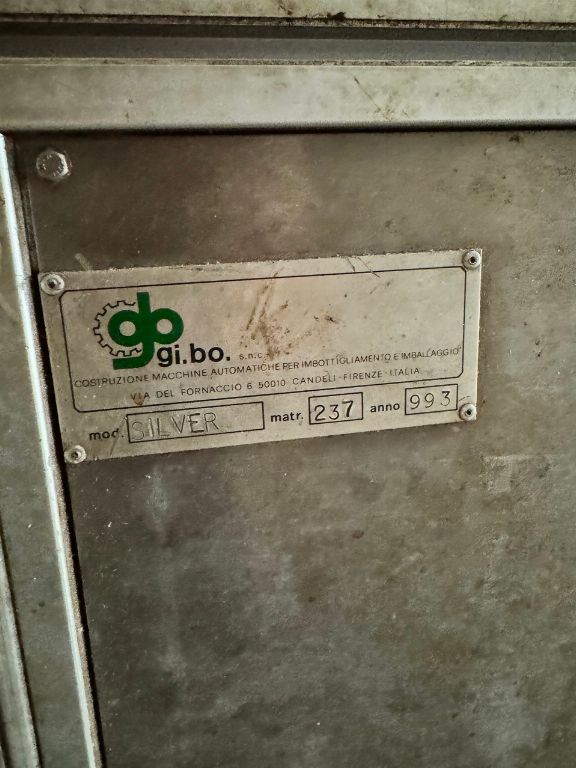 gb
gi.bo. s.n.c.
COSTRUZIONE MACCHINE AUTOMATICHE PER IMBOTTIGLIAMENTO E IMBALLAGGIO
VIA DEL FORNACCIO 6 50010 CANDELI-FIRENZE-ITALIA
mod. SILVER matr. 237 anno 993